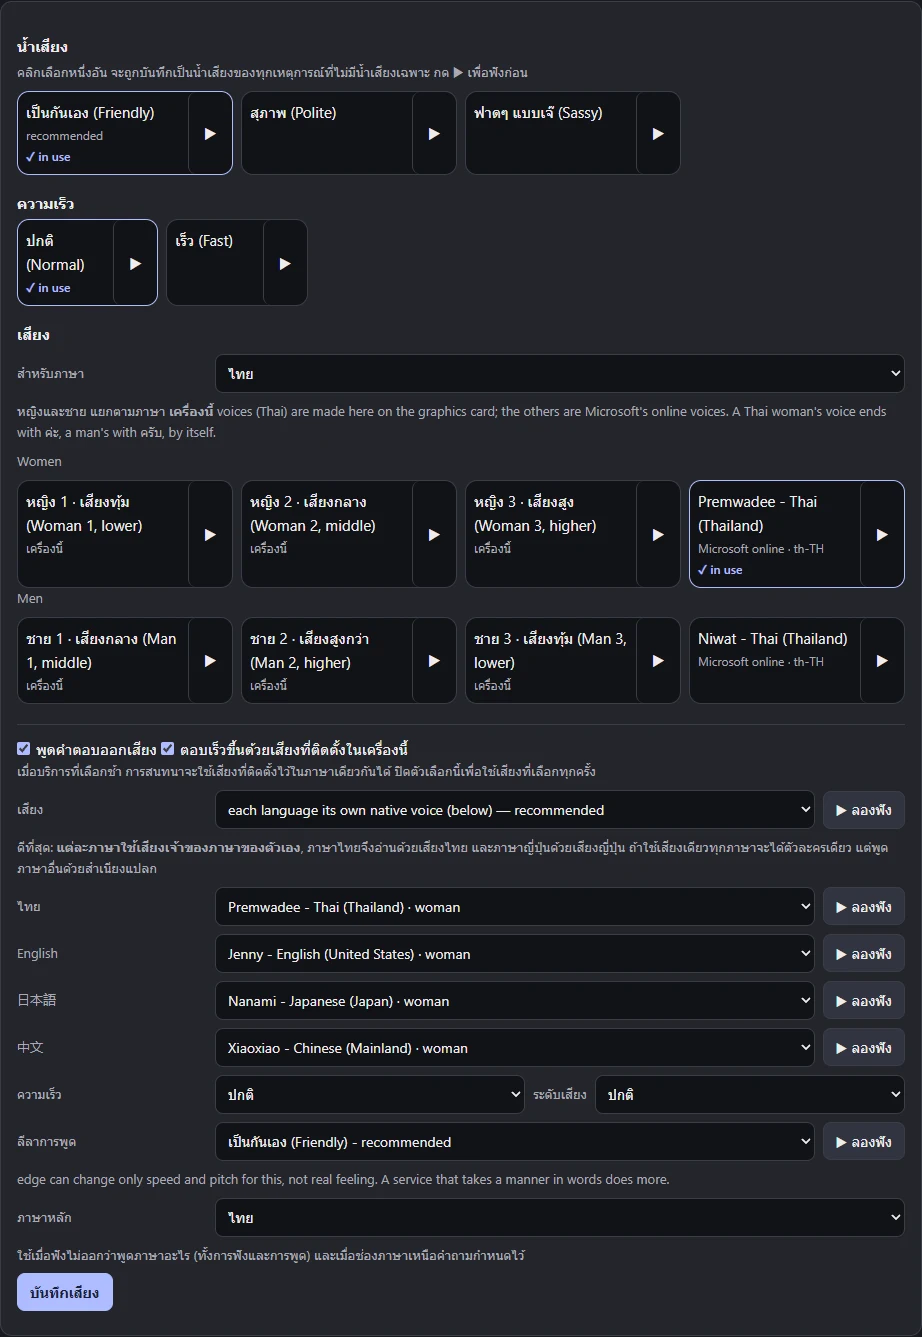 น้ำเสียง
คลิกเลือกหนึ่งอัน จะถูกบันทึกเป็นน้ำเสียงของทุกเหตุการณ์ที่ไม่มีน้ำเสียงเฉพาะ กด ▶ เพื่อฟังก่อน
เป็นกันเอง (Friendly)
recommended
✓ in use
▶
สุภาพ (Polite)
▶
ฟาดๆ แบบเจ๊ (Sassy)
▶
ความเร็ว
ปกติ
(Normal)
✓ in use
▶
เร็ว (Fast)
▶
เสียง
สำหรับภาษา
ไทย
หญิงและชาย แยกตามภาษา เครื่องนี้ voices (Thai) are made here on the graphics card; the others are Microsoft's online voices. A Thai woman's voice ends
with ค่ะ, a man's with ครับ, by itself.
Women
หญิง 1 · เสียงทุ้ม
(Woman 1, lower)
เครื่องนี้
▶
หญิง 2 · เสียงกลาง
(Woman 2, middle)
เครื่องนี้
▶
หญิง 3 · เสียงสูง
(Woman 3, higher)
เครื่องนี้
▶
Premwadee - Thai
(Thailand)
Microsoft online · th-TH
✓ in use
▶
Men
ชาย 1 · เสียงกลาง (Man
1, middle)
เครื่องนี้
▶
ชาย 2 · เสียงสูงกว่า
(Man 2, higher)
เครื่องนี้
▶
ชาย 3 · เสียงทุ้ม (Man 3,
lower)
เครื่องนี้
▶
Niwat - Thai (Thailand)
Microsoft online · th-TH
▶
พูดคำตอบออกเสียง ตอบเร็วขึ้นด้วยเสียงที่ติดตั้งในเครื่องนี้
เมื่อบริการที่เลือกช้า การสนทนาจะใช้เสียงที่ติดตั้งไว้ในภาษาเดียวกันได้ ปิดตัวเลือกนี้เพื่อใช้เสียงที่เลือกทุกครั้ง
เสียง
each language its own native voice (below) — recommended
▶ ลองฟัง
ดีที่สุด: แต่ละภาษาใช้เสียงเจ้าของภาษาของตัวเอง, ภาษาไทยจึงอ่านด้วยเสียงไทย และภาษาญี่ปุ่นด้วยเสียงญี่ปุ่น ถ้าใช้เสียงเดียวทุกภาษาจะได้ตัวละครเดียว แต่พูด
ภาษาอื่นด้วยสำเนียงแปลก
ไทย
Premwadee - Thai (Thailand) · woman
▶ ลองฟัง
English
Jenny - English (United States) · woman
▶ ลองฟัง
日本語
Nanami - Japanese (Japan) · woman
▶ ลองฟัง
中文
Xiaoxiao - Chinese (Mainland) · woman
▶ ลองฟัง
ความเร็ว
ปกติ
ระดับเสียง
ปกติ
ลีลาการพูด
เป็นกันเอง (Friendly) - recommended
▶ ลองฟัง
edge can change only speed and pitch for this, not real feeling. A service that takes a manner in words does more.
ภาษาหลัก
ไทย
ใช้เมื่อฟังไม่ออกว่าพูดภาษาอะไร (ทั้งการฟังและการพูด) และเมื่อช่องภาษาเหนือคำถามกำหนดไว้
บันทึกเสียง